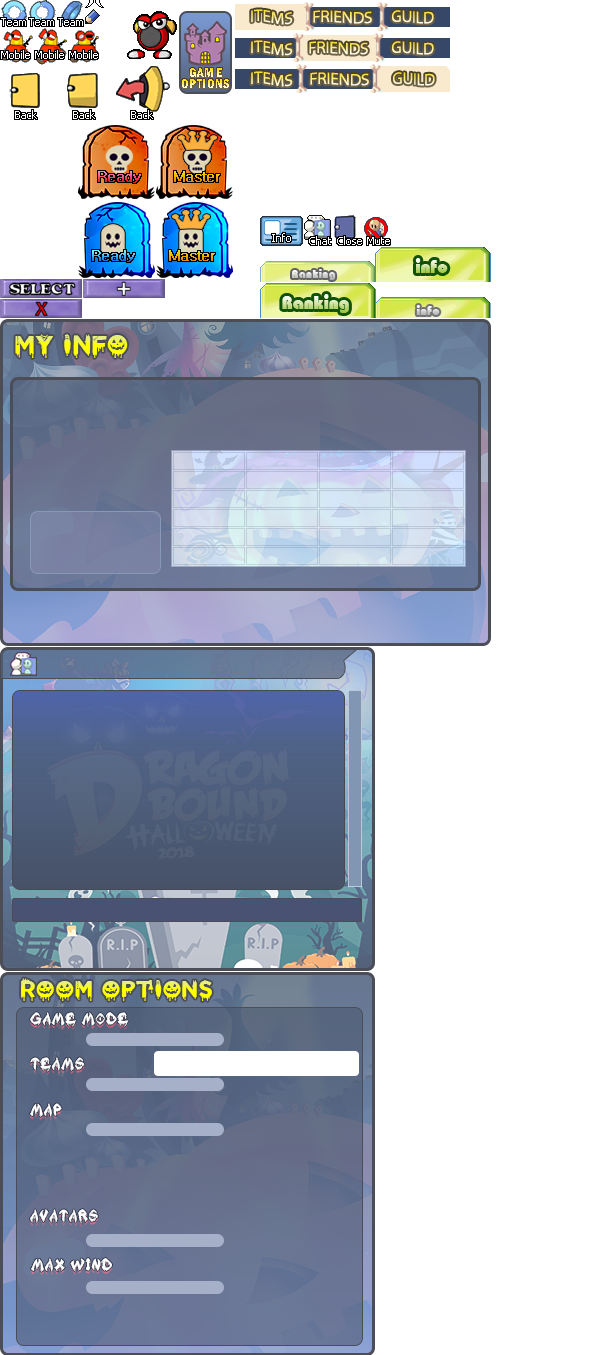 Team Team Team
ITEMS FRIENDS GUILD
Mobile Mobile Mobile
ITEMS FRIENDS GUILD
GAME
OPTIONS
ITEMS FRIENDS GUILD
Back Back Back
Ready Master
Ready Master
Info Chat Close Mute
Ranking info
SELECT +
X
Ranking info
MY INFO
DRAGON
BOUND
HALLOWEEN
2018
R.I.P R.I.P
ROOM OPTIONS
GAME MODE
TEAMS
MAP
AVATARS
MAX WIND